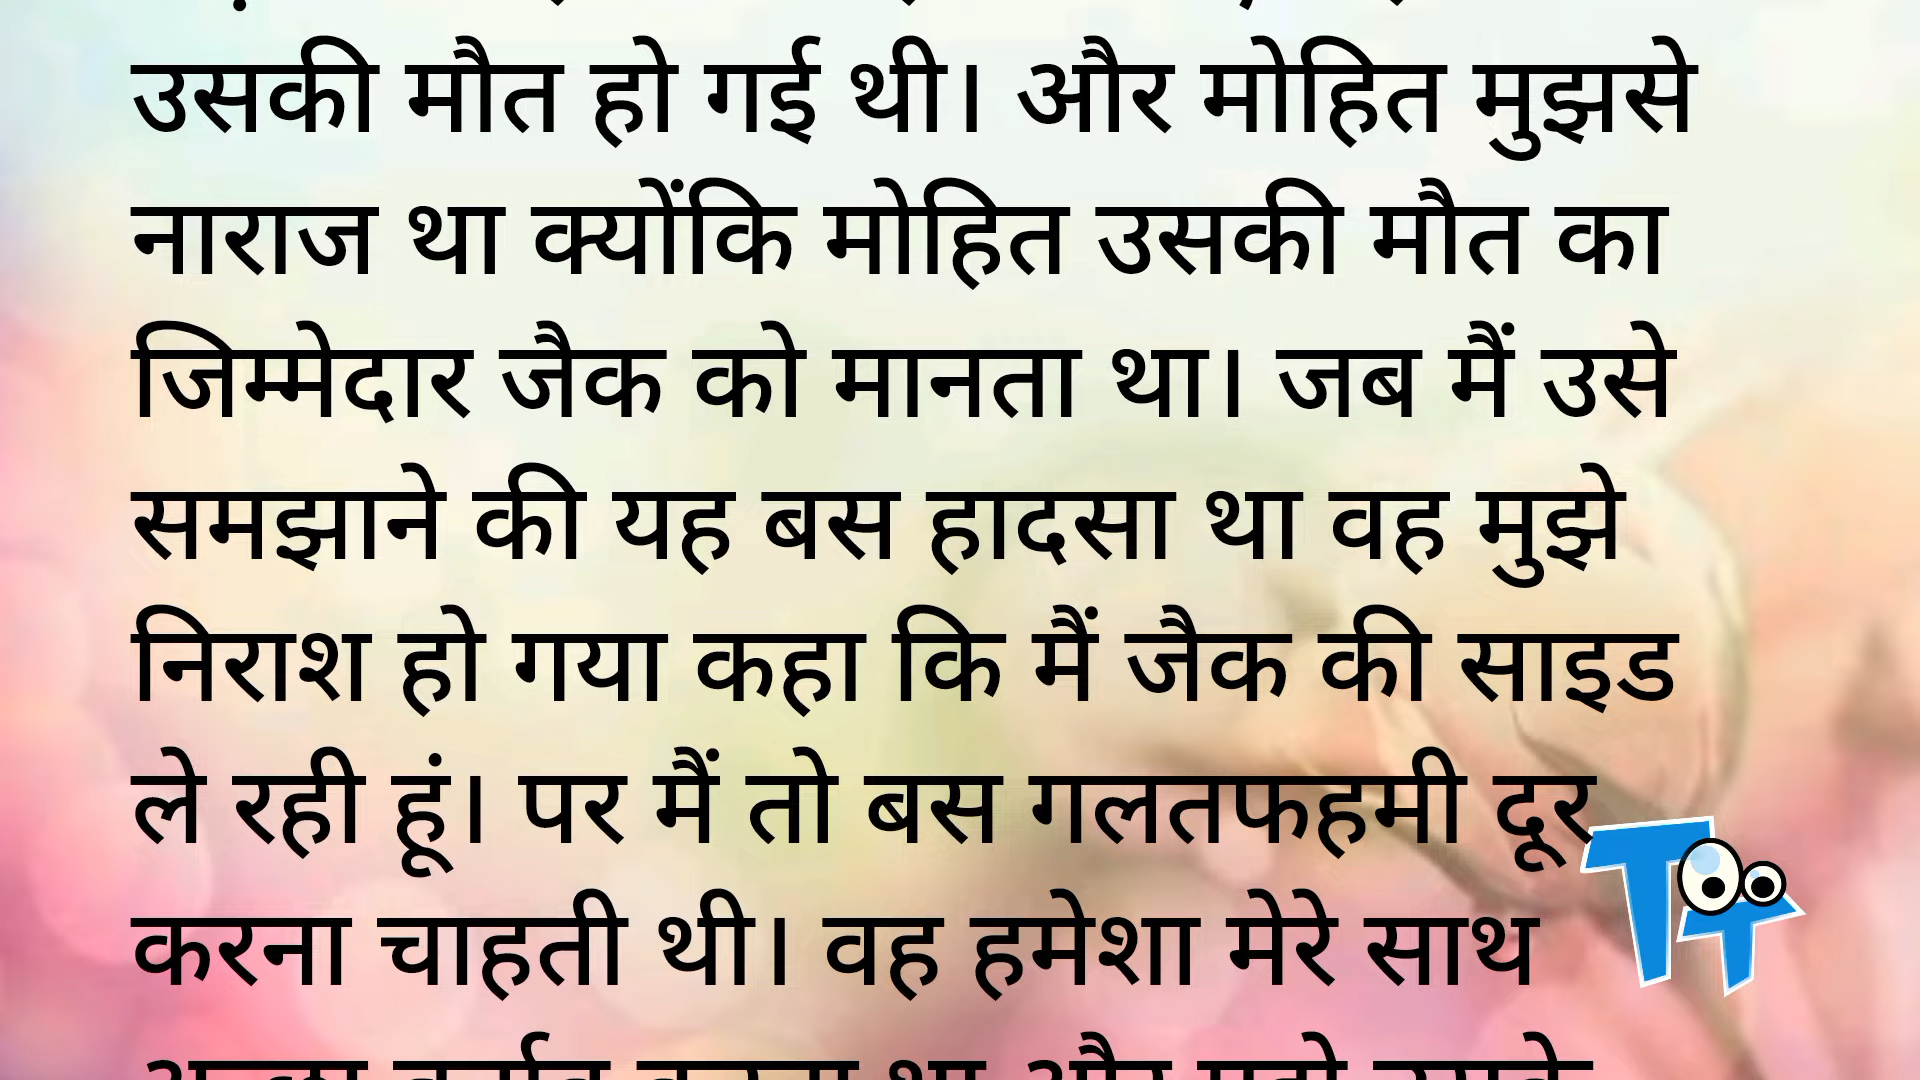 उसकी मौत हो गई थी। और मोहित मुझसे
नाराज था क्योंकि मोहित उसकी मौत का
जिम्मेदार जैक को मानता था। जब मैं उसे
समझाने की यह बस हादसा था वह मुझे
निराश हो गया कहा कि मैं जैक की साइड
ले रही हूं। पर मैं तो बस गलतफहमी दूर
करना चाहती थी। वह हमेशा मेरे साथ